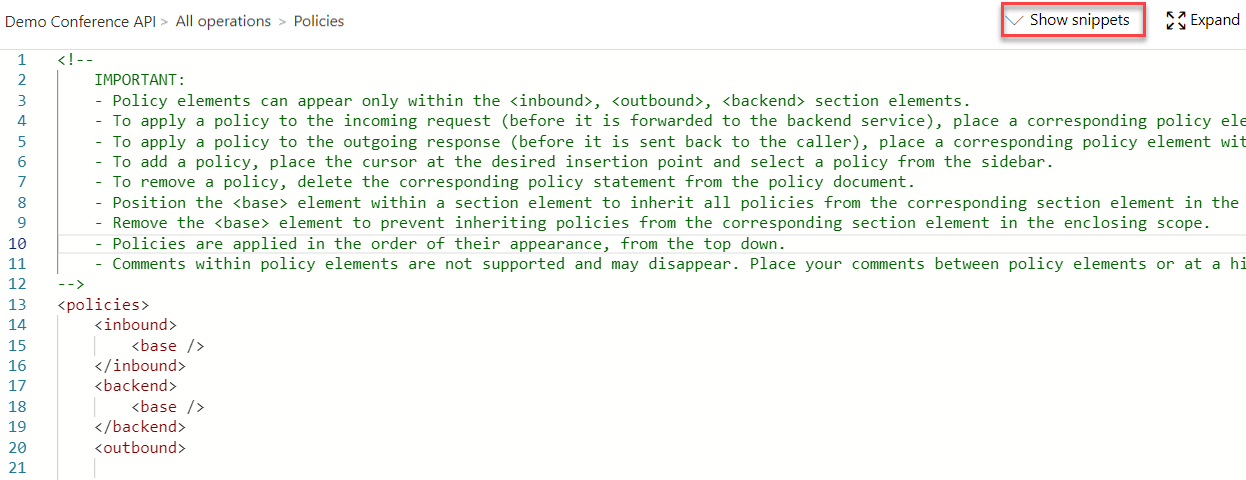 Demo Conference API > All operations > Policies
Show snippets
Expand
1 <!--
2 IMPORTANT:
3 - Policy elements can appear only within the <inbound>, <outbound>, <backend> section elements.
4 - To apply a policy to the incoming request (before it is forwarded to the backend service), place a corresponding policy ele
5 - To apply a policy to the outgoing response (before it is sent back to the caller), place a corresponding policy element wit
6 - To add a policy, place the cursor at the desired insertion point and select a policy from the sidebar.
7 - To remove a policy, delete the corresponding policy statement from the policy document.
8 - Position the <base> element within a section element to inherit all policies from the corresponding section element in the
9 - Remove the <base> element to prevent inheriting policies from the corresponding section element in the enclosing scope.
10 - Policies are applied in the order of their appearance, from the top down.
11 - Comments within policy elements are not supported and may disappear. Place your comments between policy elements or at a hi
12 -->
13 <policies>
14 <inbound>
15 <base />
16 </inbound>
17 <backend>
18 <base />
19 </backend>
20 <outbound>
21